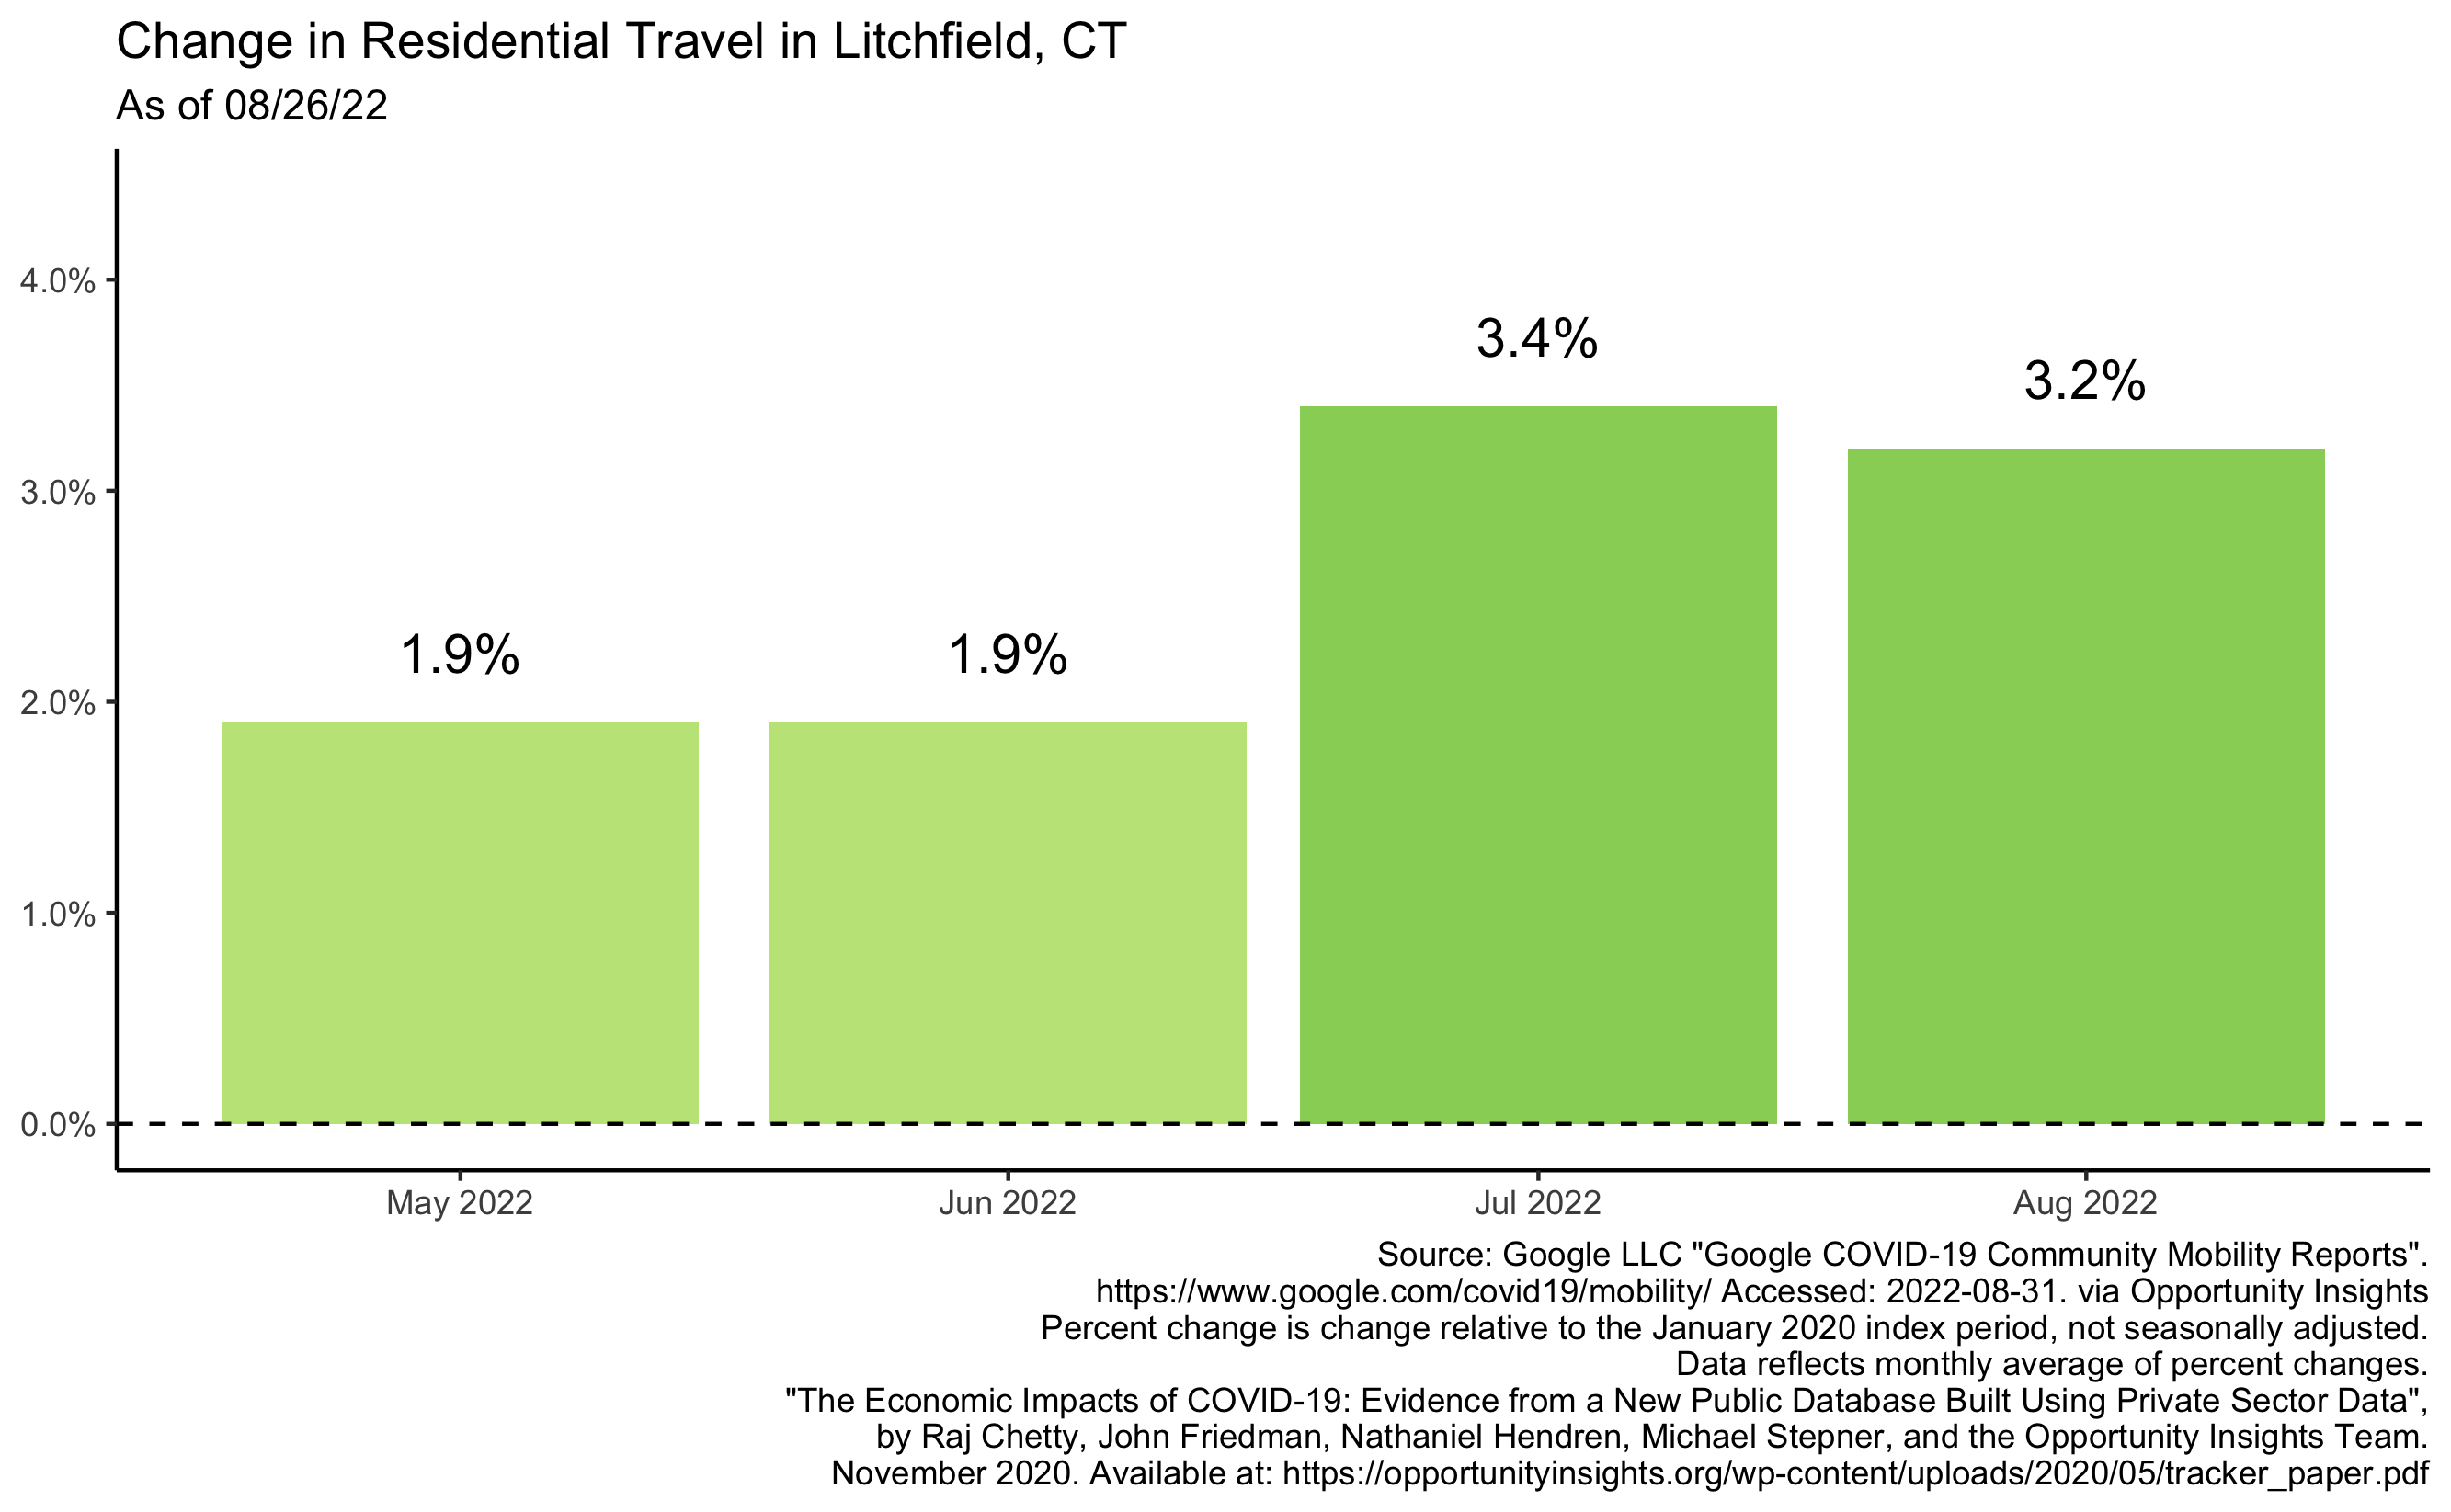 Change in Residential Travel in Litchfield, CT
As of 08/26/22
4.0%
3.0%
2.0%
1.0%
0.0%
1.9%
1.9%
3.4%
3.2%
May 2022
Jun 2022
Jul 2022
Aug 2022
Source: Google LLC "Google COVID-19 Community Mobility Reports".
https://www.google.com/covid19/mobility/ Accessed: 2022-08-31. via Opportunity Insights
Percent change is change relative to the January 2020 index period, not seasonally adjusted.
Data reflects monthly average of percent changes.
"The Economic Impacts of COVID-19: Evidence from a New Public Database Built Using Private Sector Data",
by Raj Chetty, John Friedman, Nathaniel Hendren, Michael Stepner, and the Opportunity Insights Team.
November 2020. Available at: https://opportunityinsights.org/wp-content/uploads/2020/05/tracker_paper.pdf